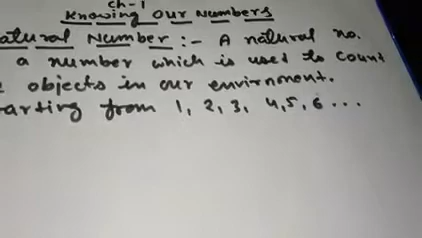 Ch-1
Knowing Our Numbers
atural Number :- A natural no.
a number which is used to count
objects in our envirnment.
arting from 1, 2, 3, 4, 5, 6 ...